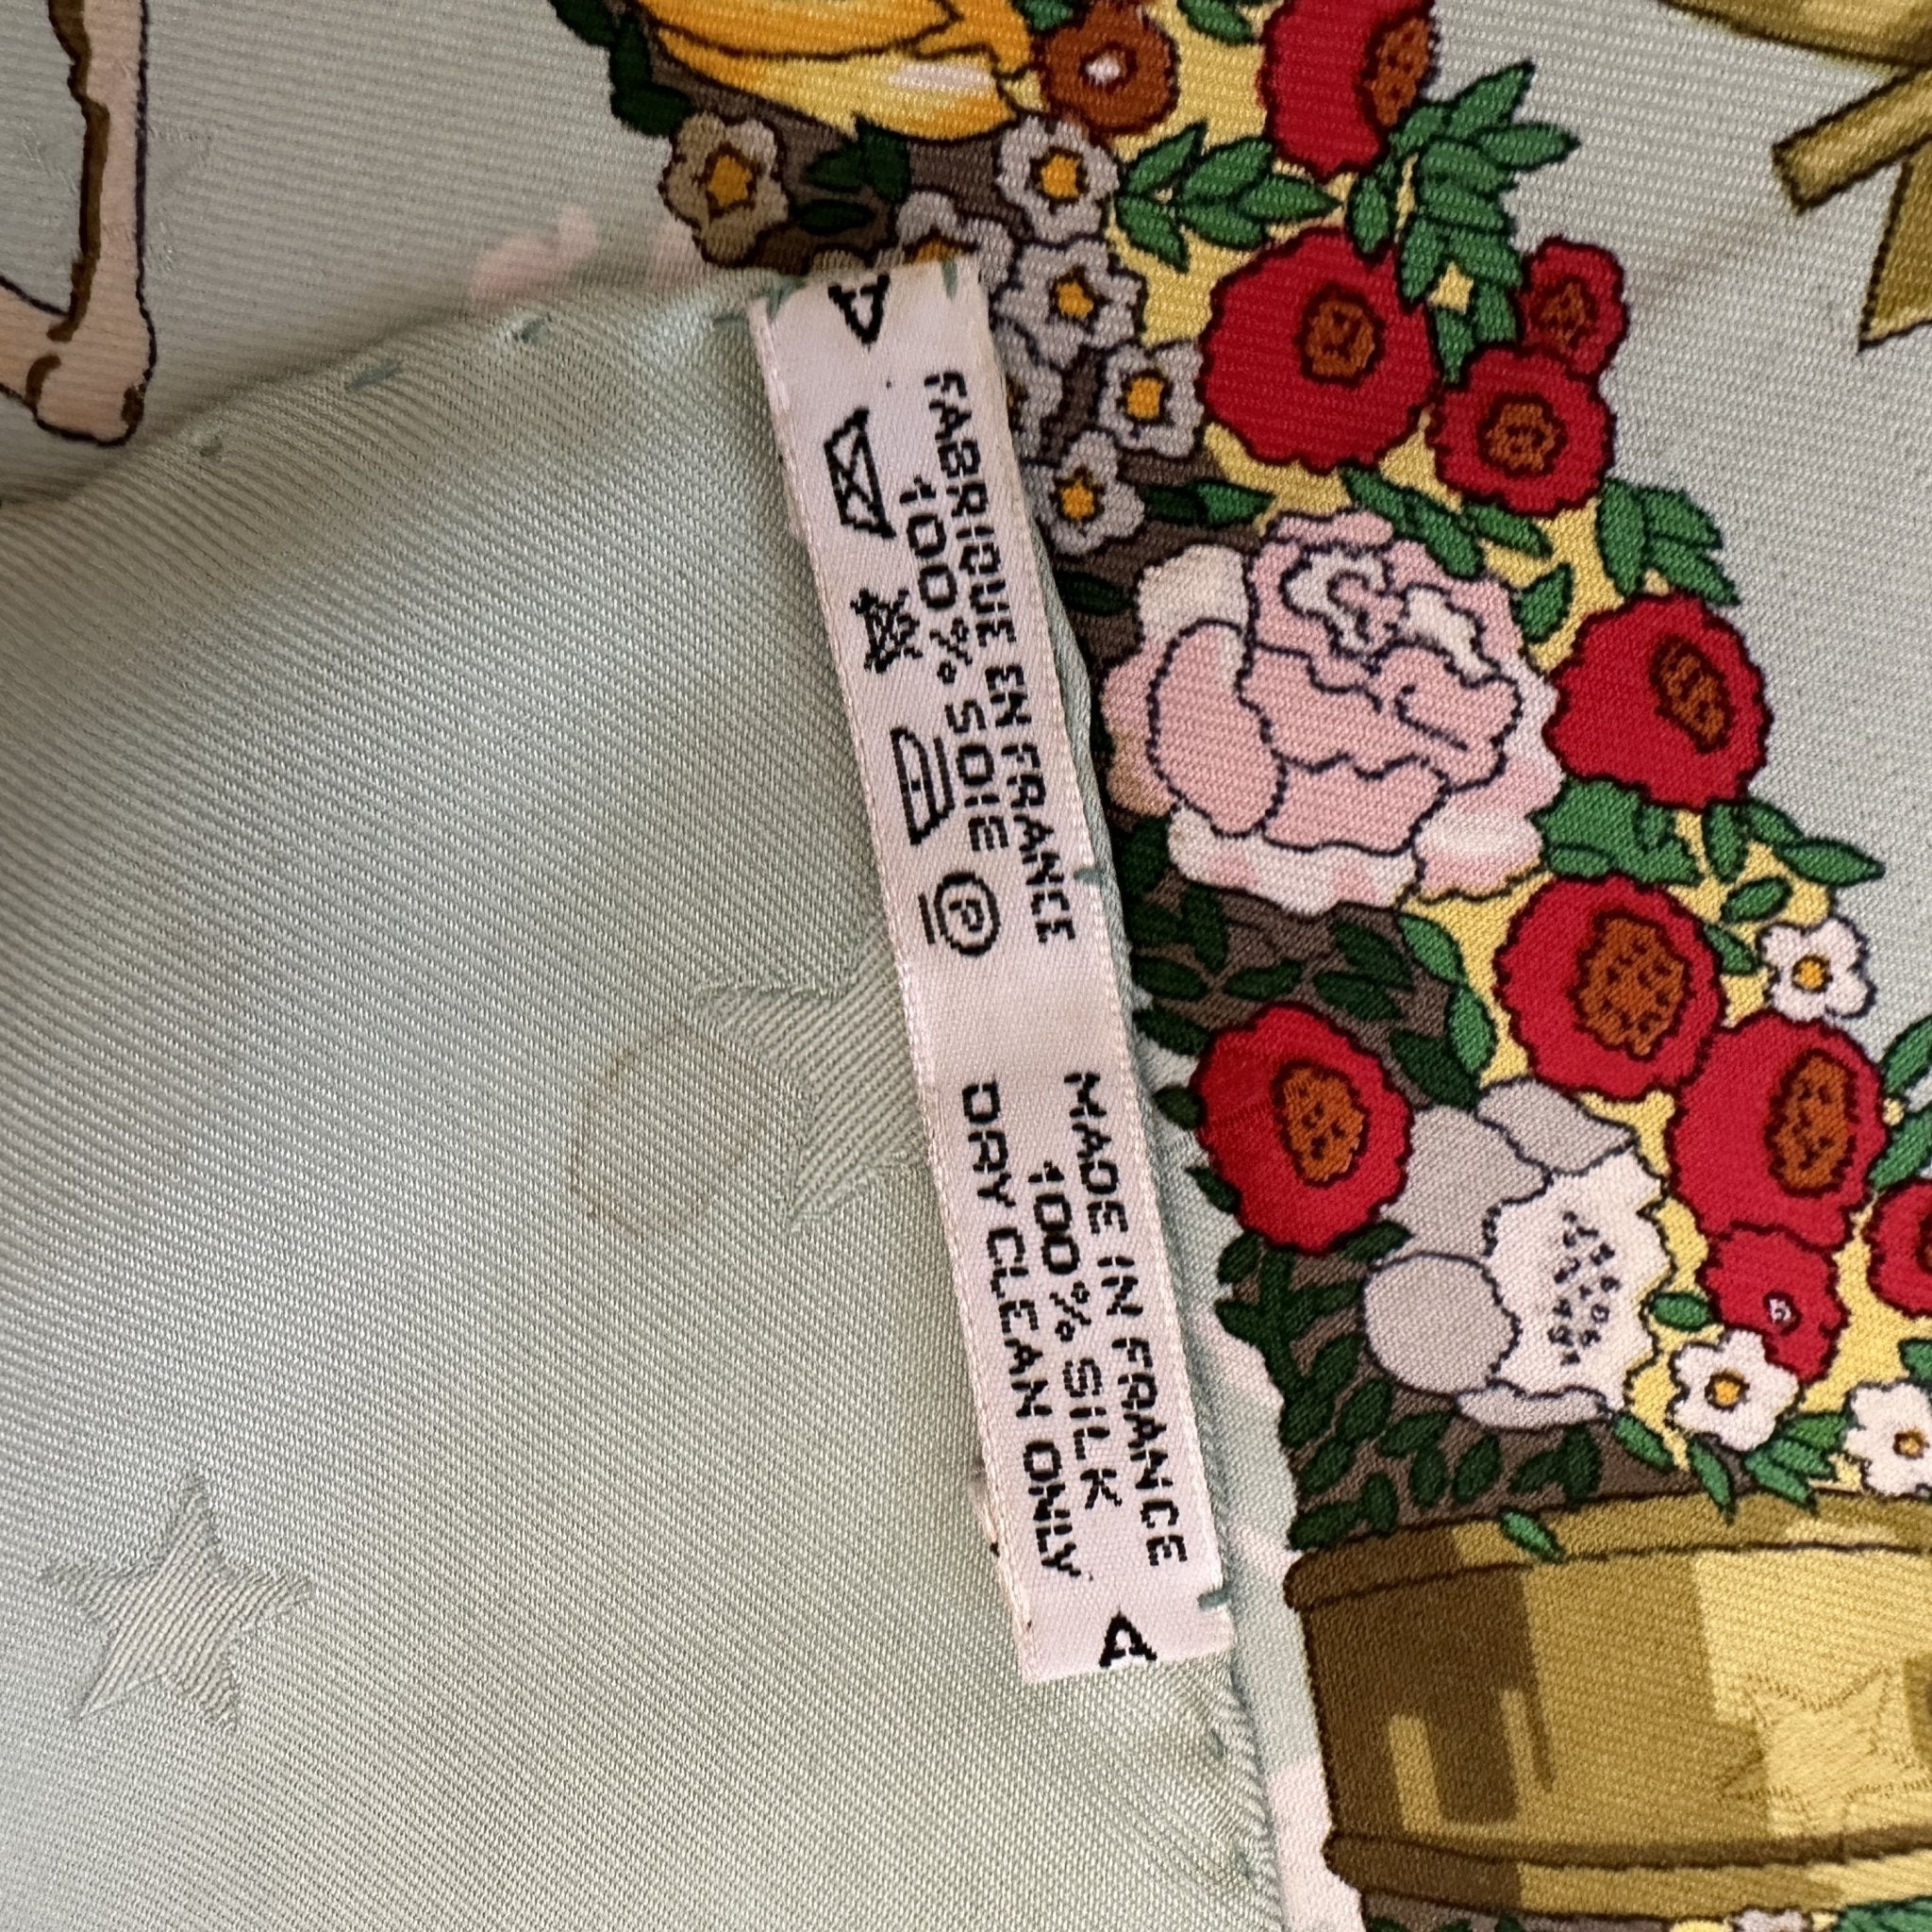 A
FABRIQUE EN FRANCE
100% SOIE
P
MADE IN FRANCE
100% SILK
DRY CLEAN ONLY
A